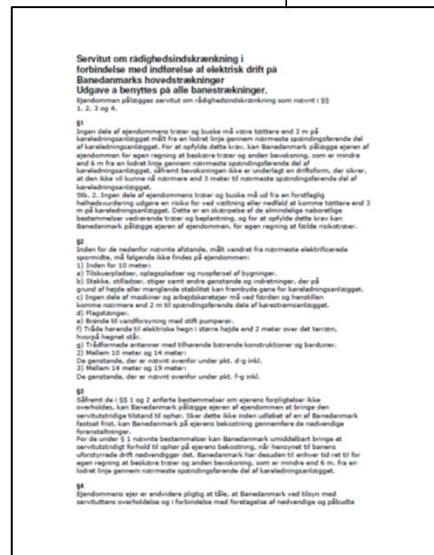 Servitut om rådighedsindskrænkning i
forbindelse med indførelse af elektrisk drift på
Banedanmarks hovedstrækninger
Udgave a benyttes på alle banestrækninger.
Ejendommen pålægges servitut om rådighedsindskrænkning som nævnt i §§
1, 2, 3 og 4.
§1
Ingen dele af ejendommens træer og buske må være tættere end 3 m på
køreledningsanlægget målt fra en lodret linje gennem nærmeste spændingsførende del
af køreledningsanlægget. For at opfylde dette krav, kan Banedanmark pålægge ejeren af
ejendommen for egen regning at beskære træer og anden bevoksning, som er mindre
end 6 m fra en lodret linje gennem nærmeste spændingsførende del af
køreledningsanlægget, såfremt bevoksningen ikke er underlagt en driftsform, der sikrer,
at den ikke vil kunne nå nærmere end 3 meter til nærmeste spændingsførende del af
køreledningsanlægget.
Stk. 2. Ingen dele af ejendommens træer og buske må ud fra en forstfaglig
helhedsvurdering udgøre en risiko for ved væltning eller nedfald at komme tættere end 3
m på køreledningsanlægget. Dette er en skærpelse af de almindelige naboretlige
bestemmelser vedrørende træer og beplantning, og for at opfylde dette krav kan
Banedanmark pålægge ejeren af ejendommen, for egen regning at fælde risikotræer.
§2
Inden for de nedenfor nævnte afstande, målt vandret fra nærmeste elektrificerede
spormidte, må følgende ikke findes på ejendommen:
1) Inden for 10 meter:
a) Tilskuerpladser, oplagspladser og nyopførsel af bygninger.
b) Stakke, stilladser, stiger samt andre genstande og indretninger, der på
grund af højde eller manglende stabilitet kan frembyde gene for køreledningsanlægget.
c) Ingen dele af maskiner og arbejdskøretøjer må ved færden og henstillen
komme nærmere end 2 m til spændingsførende dele af kørestrømsanlægget.
d) Flagstænger.
e) Brønde til vandforsyning med stift pumperør.
f) Tråde hørende til elektriske hegn i større højde end 2 meter over det terræn,
hvorpå hegnet står.
g) Trådformede antenner med tilhørende bærende konstruktioner og barduner.
2) Mellem 10 meter og 14 meter:
De genstande, der er nævnt ovenfor under pkt. d-g inkl.
3) Mellem 14 meter og 19 meter:
De genstande, der er nævnt ovenfor under pkt. f-g inkl.
§3
Såfremt de i §§ 1 og 2 anførte bestemmelser om ejerens forpligtelser ikke
overholdes, kan Banedanmark pålægge ejeren af ejendommen at bringe den
servitutstridige tilstand til ophør. Sker dette ikke inden udløbet af en af Banedanmark
fastsat frist, kan Banedanmark på ejerens bekostning gennemføre de nødvendige
foranstaltninger.
For de under § 1 nævnte bestemmelser kan Banedanmark umiddelbart bringe et
servitutstridigt forhold til ophør på ejerens bekostning, når hensynet til banens
uforstyrrede drift nødvendiggør det. Banedanmark har desuden til enhver tid ret til for
egen regning at beskære træer og anden bevoksning, som er mindre end 6 m. fra en
lodret linje gennem nærmeste spændingsførende del af køreledningsanlægget.
§4
Ejendommens ejer er endvidere pligtig at tåle, at Banedanmark ved tilsyn med
servituttens overholdelse og i forbindelse med foretagelse af nødvendige og påbudte